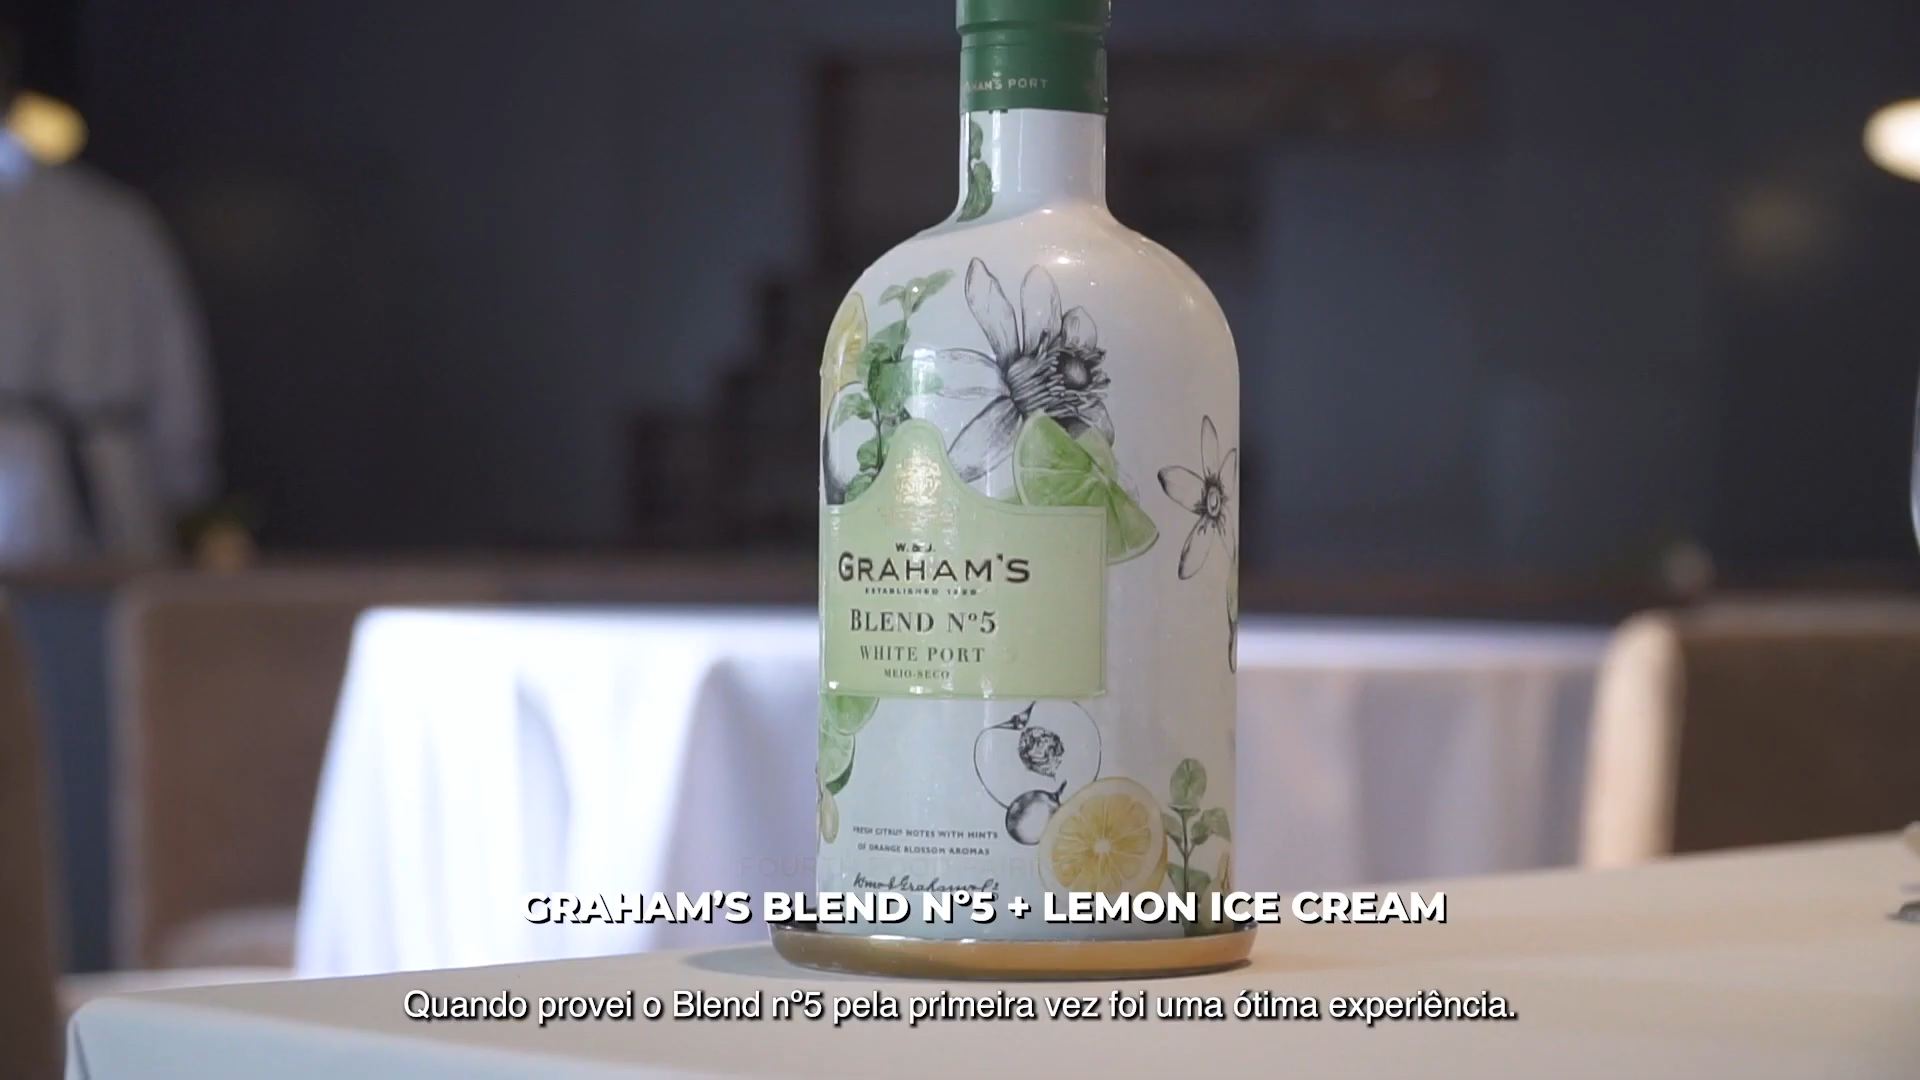 HAM'S PORT
W. & J.
GRAHAM'S
ESTABLISHED 1820
BLEND Nº5
WHITE PORT
MEIO-SECO
FRESH CITRUS NOTES WITH HINTS
OF ORANGE BLOSSOM AROMAS
GRAHAM'S BLEND Nº5 + LEMON ICE CREAM
Quando provei o Blend nº5 pela primeira vez foi uma ótima experiência.